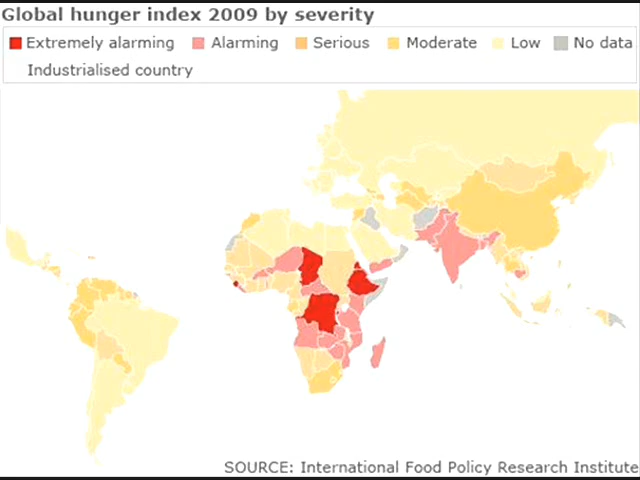 Global hunger index 2009 by severity
Extremely alarming Alarming Serious Moderate Low No data
Industrialised country
SOURCE: International Food Policy Research Institute